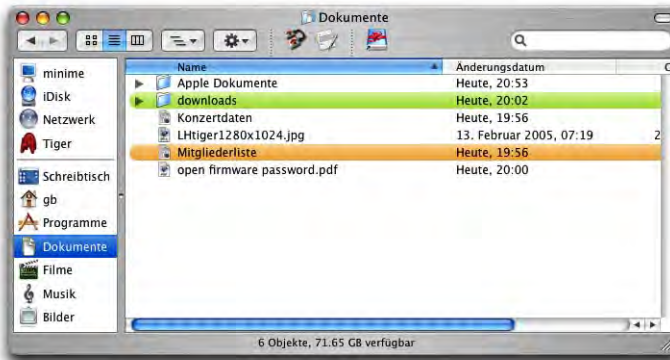 Dokumente
Name Änderungsdatum
Apple Dokumente Heute, 20:53
downloads Heute, 20:02
Konzertdaten Heute, 19:56
LHtiger1280x1024.jpg 13. Februar 2005, 07:19 2
Mitgliederliste Heute, 19:56
open firmware password.pdf Heute, 20:00
minime
iDisk
Netzwerk
Tiger
Schreibtisch
gb
Programme
Dokumente
Filme
Musik
Bilder
6 Objekte, 71.65 GB verfügbar